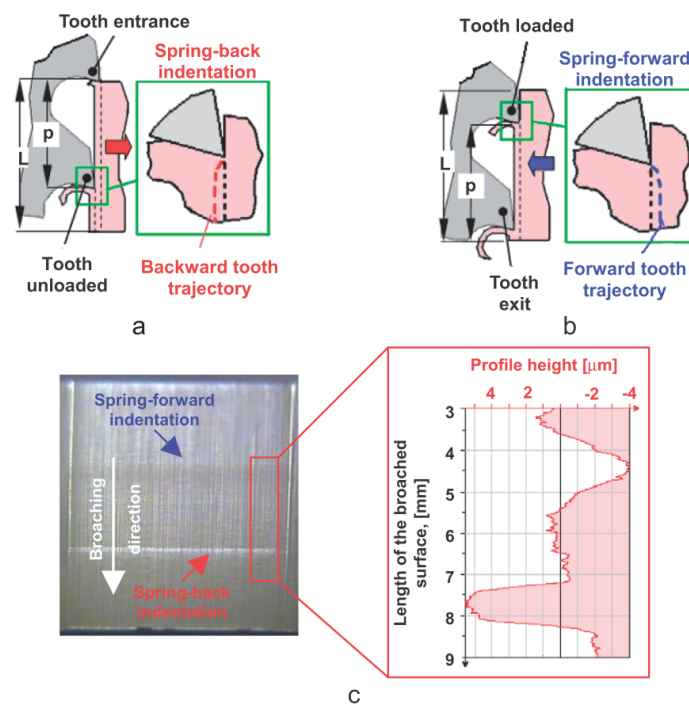 Tooth entrance
Spring-back
indentation
p
L
Tooth
unloaded
Backward tooth
trajectory
a
Tooth loaded
Spring-forward
indentation
L
p
Tooth
exit
Forward tooth
trajectory
b
Spring-forward
indentation
Broaching
direction
Spring-back
indentation
Profile height [μm]
4 2 -2 -4
3
4
5
6
7
8
9
Length of the broached
surface, [mm]
c